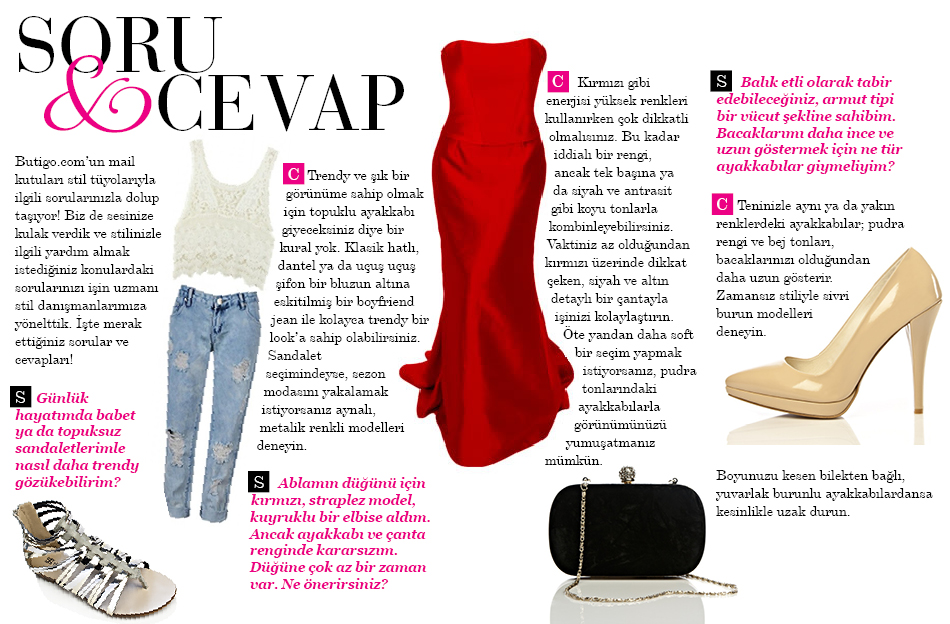 SORU
& CEVAP
Butigo.com'un mail
kutuları stil tüyolarıyla
ilgili sorularınızla dolup
taşıyor! Biz de sesinize
kulak verdik ve stilinizle
ilgili yardım almak
istediğiniz konulardaki
sorularınızı için uzmanı
stil danışmanlarımıza
yönelttik. İşte merak
ettiğiniz sorular ve
cevapları!
S Günlük
hayatımda babet
ya da topuksuz
sandaletlerimle
nasıl daha trendy
gözükebilirim?
C Trendy ve şık bir
görünüme sahip olmak
için topuklu ayakkabı
giyeceksiniz diye bir
kural yok. Klasik hatlı,
dantel ya da uçuş uçuş
şifon bir bluzun altına
eskitilmiş bir boyfriend
jean ile kolayca trendy bir
look'a sahip olabilirsiniz.
Sandalet
seçimindeyse, sezon
modasını yakalamak
istiyorsanız aynalı,
metalik renkli modelleri
deneyin.
S Ablamın düğünü için
kırmızı, straplez model,
kuyruklu bir elbise aldım.
Ancak ayakkabı ve çanta
renginde kararsızım.
Düğüne çok az bir zaman
var. Ne önerirsiniz?
C Kırmızı gibi
enerjisi yüksek renkleri
kullanırken çok dikkatli
olmalısınız. Bu kadar
iddialı bir rengi,
ancak tek başına ya
da siyah ve antrasit
gibi koyu tonlarla
kombinleyebilirsiniz.
Vaktiniz az olduğundan
kırmızı üzerinde dikkat
çeken, siyah ve altın
detaylı bir çantayla
işinizi kolaylaştırın.
Öte yandan daha soft
bir seçim yapmak
istiyorsanız, pudra
tonlarındaki
ayakkabılarla
görünümünüzü
yumuşatmanız
mümkün.
S Balık etli olarak tabir
edebileceğiniz, armut tipi
bir vücut şekline sahibim.
Bacaklarımı daha ince ve
uzun göstermek için ne tür
ayakkabılar giymeliyim?
C Teninizle aynı ya da yakın
renklerdeki ayakkabılar; pudra
rengi ve bej tonları,
bacaklarınızı olduğundan
daha uzun gösterir.
Zamansız stiliyle sivri
burun modelleri
deneyin.
Boyunuzu kesen bilekten bağlı,
yuvarlak burunlu ayakkabılardansa
kesinlikle uzak durun.